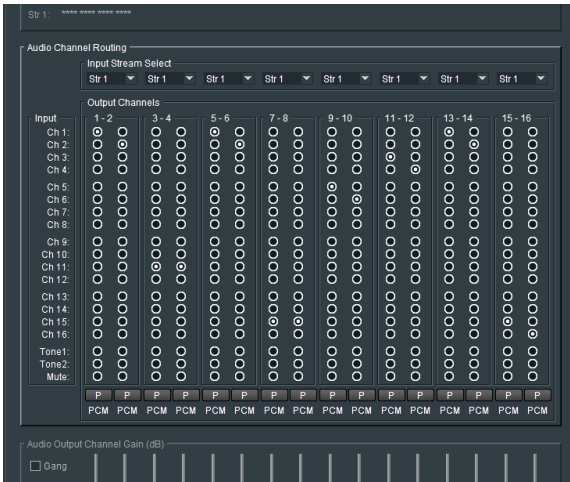 Str 1: **** **** **** ****
Audio Channel Routing
Input Stream Select
Str 1 Str 1 Str 1 Str 1 Str 1 Str 1 Str 1 Str 1
Output Channels
Input 1 - 2 3 - 4 5 - 6 7 - 8 9 - 10 11 - 12 13 - 14 15 - 16
Ch 1:
Ch 2:
Ch 3:
Ch 4:
Ch 5:
Ch 6:
Ch 7:
Ch 8:
Ch 9:
Ch 10:
Ch 11:
Ch 12:
Ch 13:
Ch 14:
Ch 15:
Ch 16:
Tone1:
Tone2:
Mute:
P P P P P P P P P P P P P P P P
PCM PCM PCM PCM PCM PCM PCM PCM PCM PCM PCM PCM PCM PCM PCM PCM
Audio Output Channel Gain (dB)
Gang